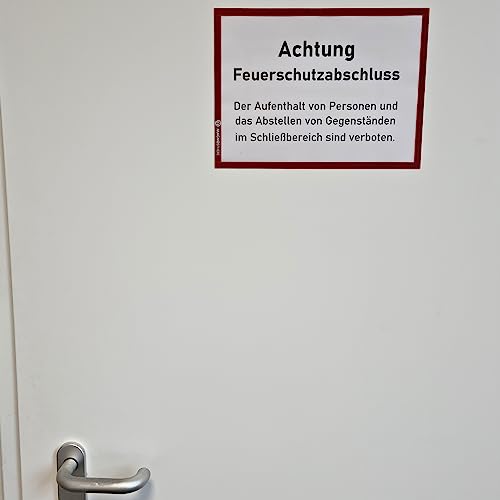 Achtung
Feuerschutzabschluss
Der Aufenthalt von Personen und
das Abstellen von Gegenständen
im Schließbereich sind verboten.